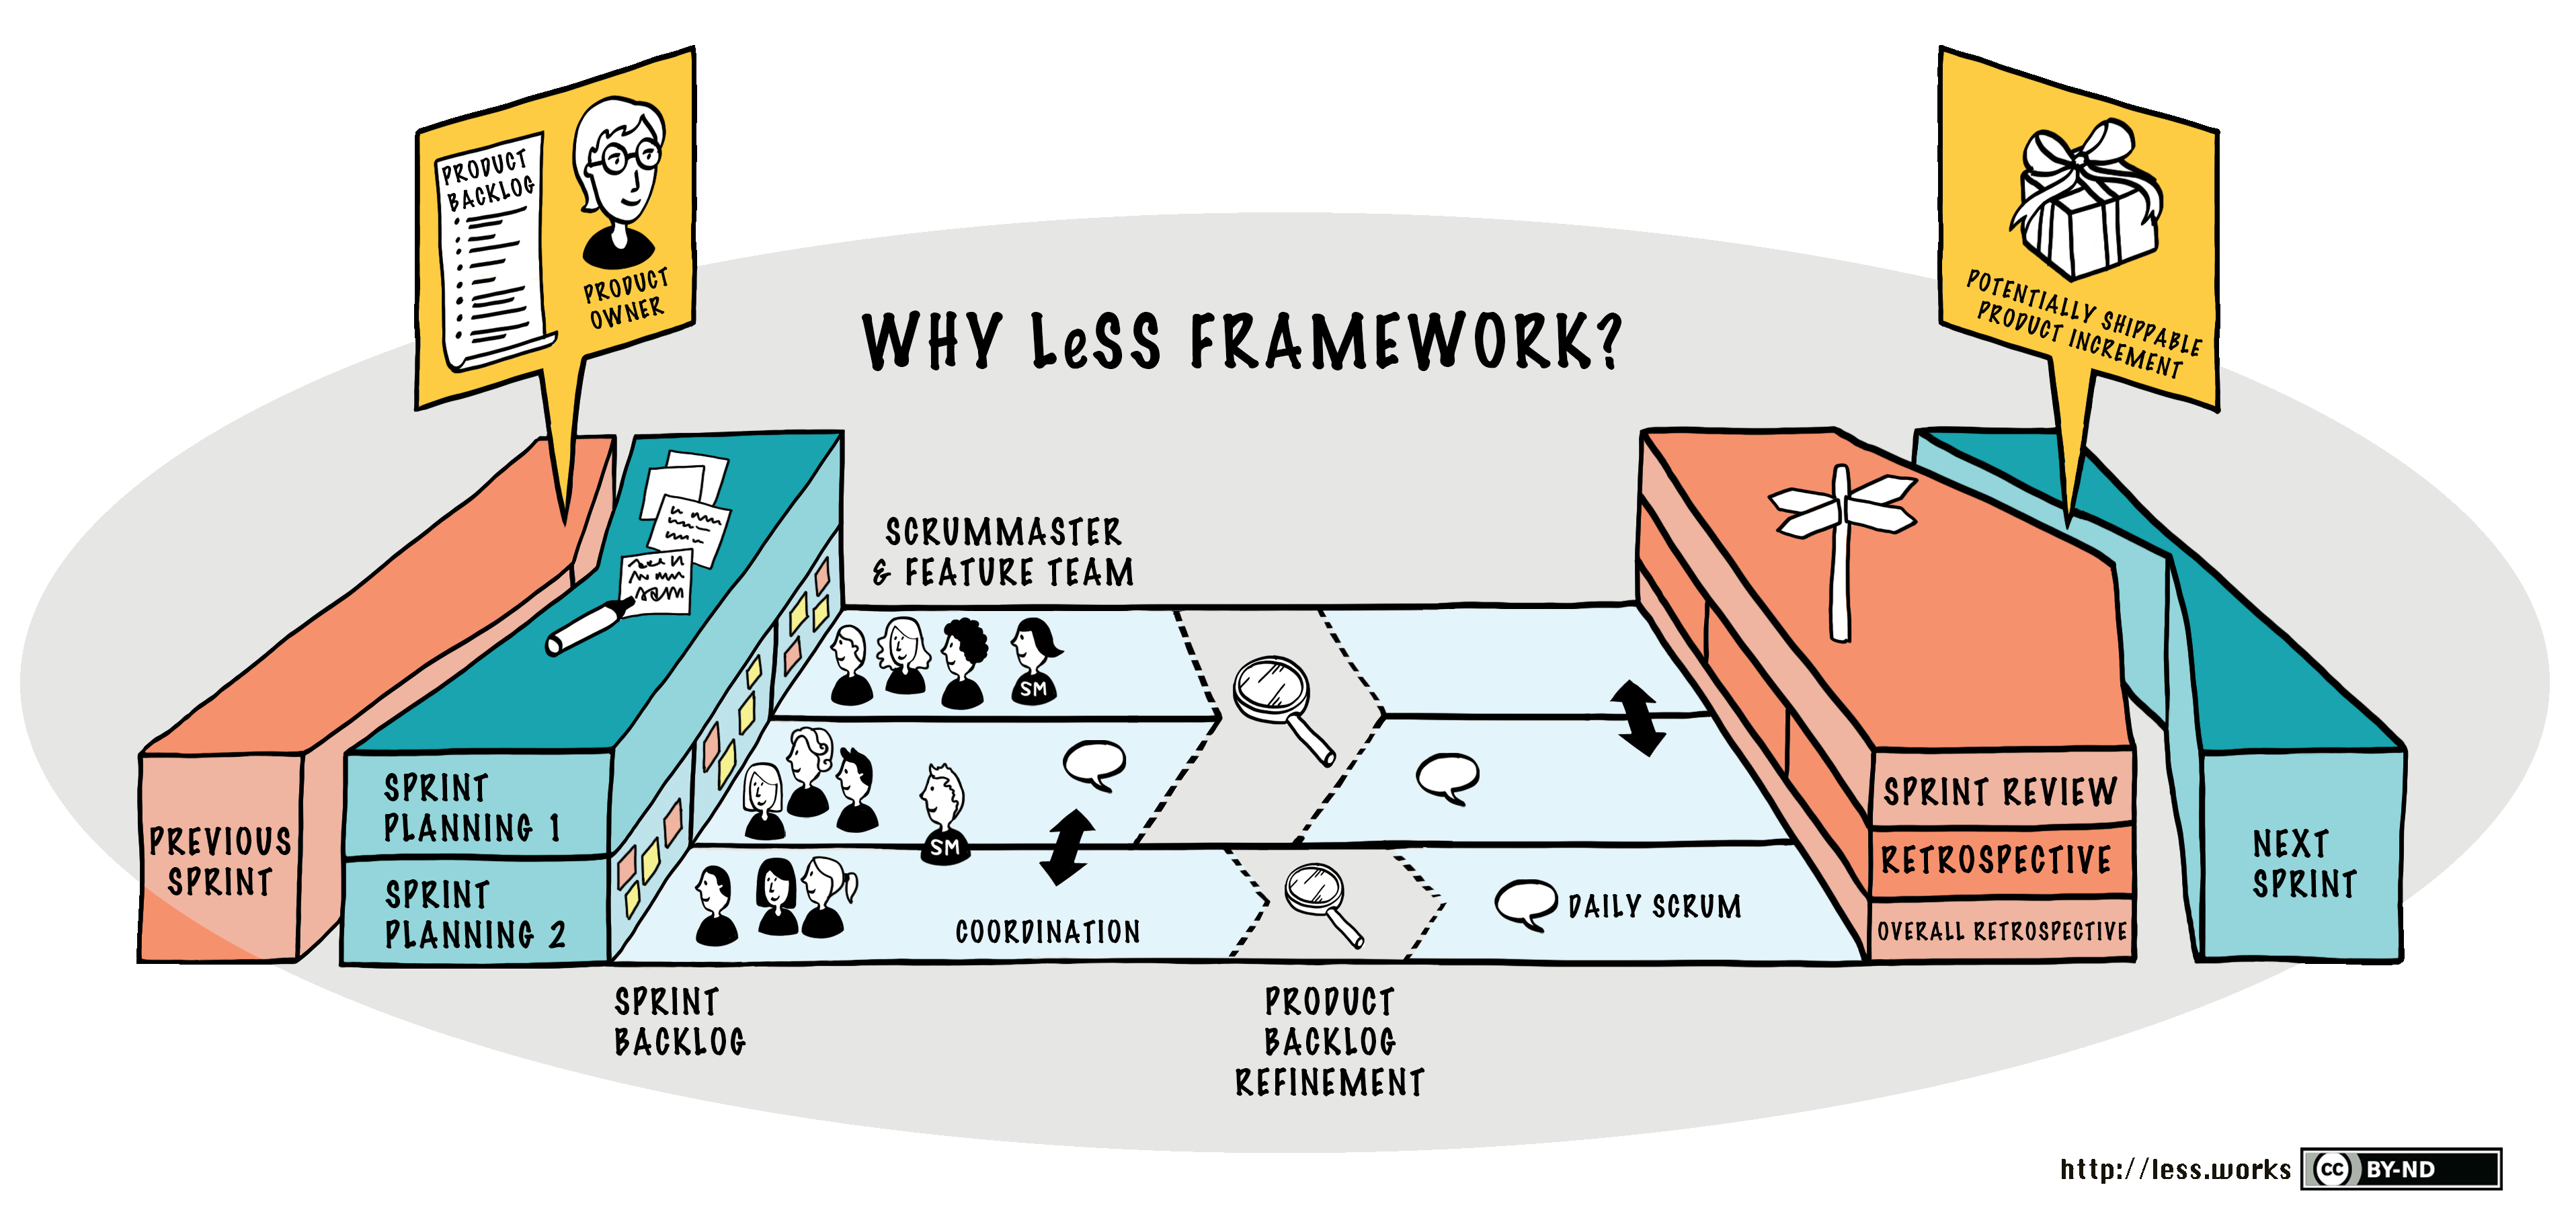 PRODUCT
BACKLOG
PRODUCT
OWNER
POTENTIALLY SHIPPABLE
PRODUCT INCREMENT
WHY LeSS FRAMEWORK?
SCRUMMASTER
& FEATURE TEAM
SM
SM
PREVIOUS
SPRINT
SPRINT
PLANNING 1
SPRINT
PLANNING 2
COORDINATION
DAILY SCRUM
SPRINT REVIEW
RETROSPECTIVE
OVERALL RETROSPECTIVE
NEXT
SPRINT
SPRINT
BACKLOG
PRODUCT
BACKLOG
REFINEMENT
http://less.works
cc BY-ND